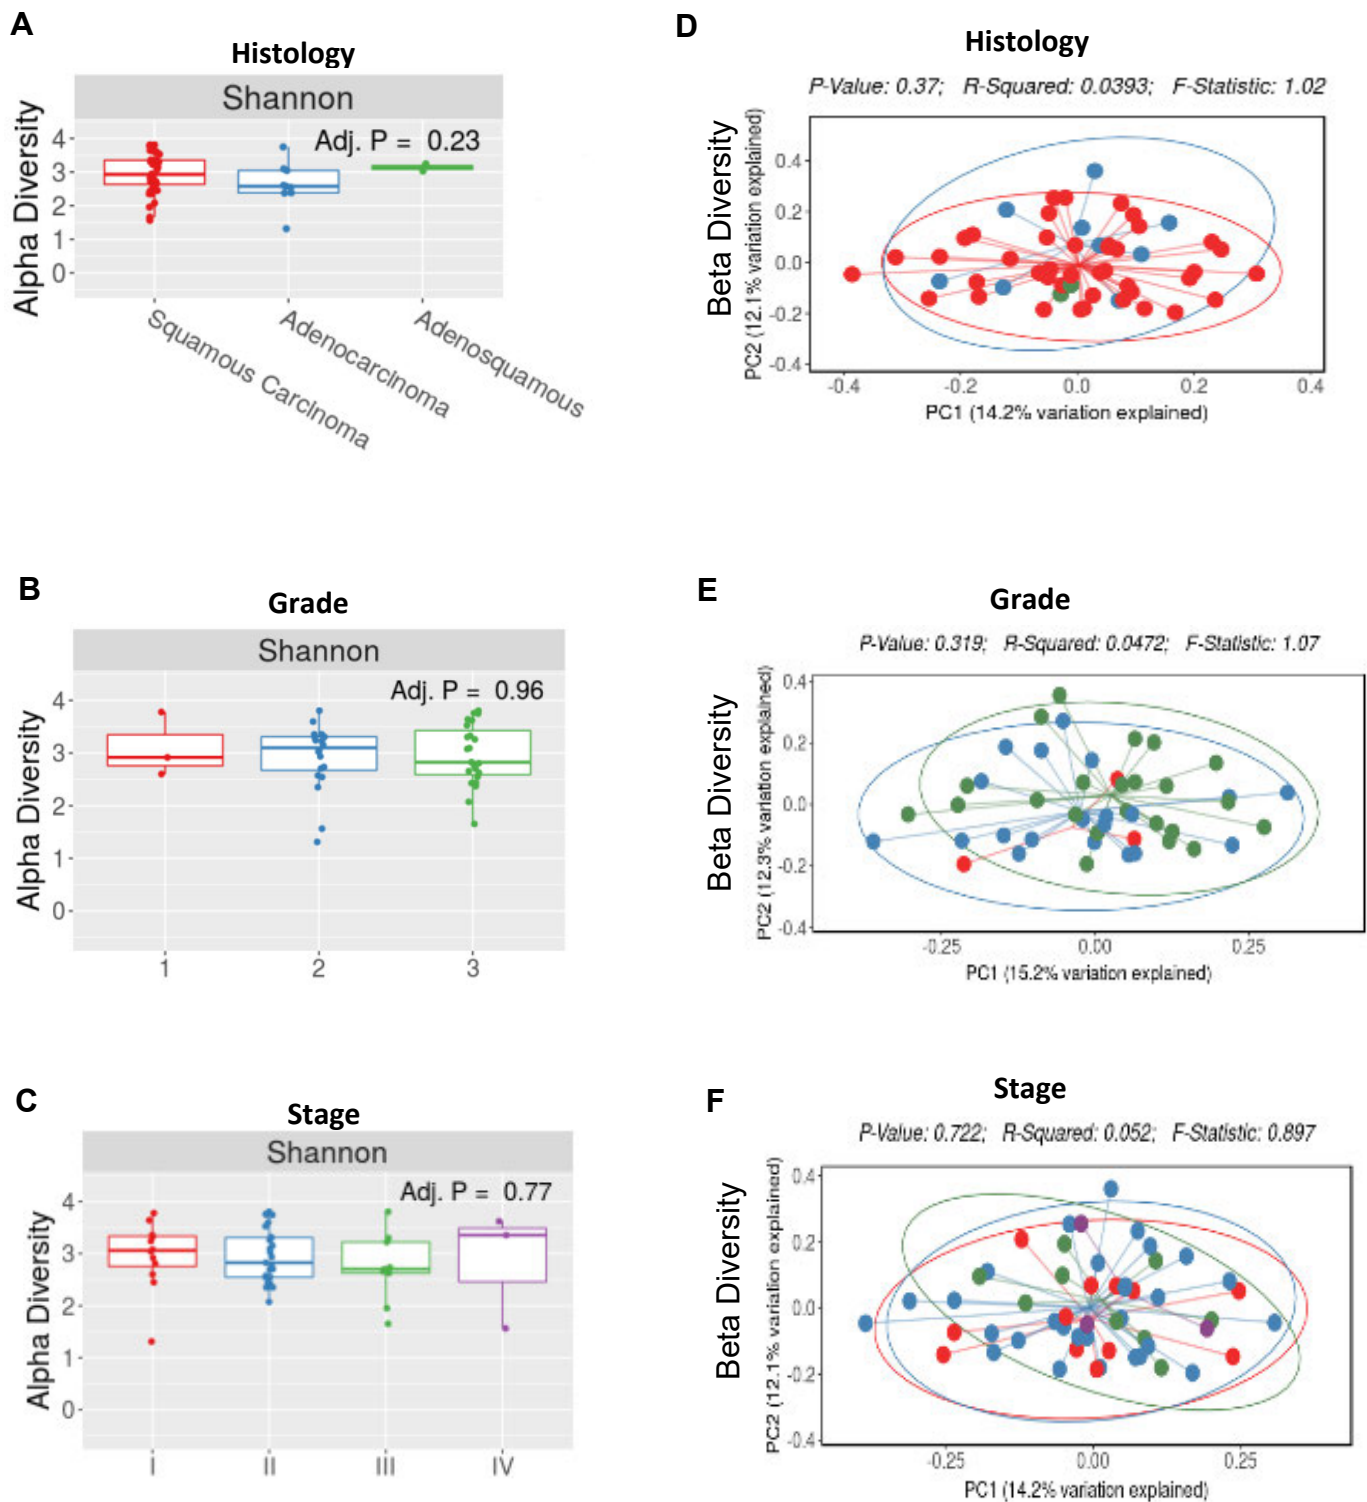 A
Histology
Shannon
Adj. P = 0.23
Alpha Diversity
4
3
2
1
0
Squamous Carcinoma
Adenocarcinoma
Adenosquamous
D
Histology
P-Value: 0.37; R-Squared: 0.0393; F-Statistic: 1.02
Beta Diversity
PC2 (12.1% variation explained)
0.4
0.2
0.0
-0.2
-0.4
-0.4 -0.2 0.0 0.2 0.4
PC1 (14.2% variation explained)
B
Grade
Shannon
Adj. P = 0.96
Alpha Diversity
4
3
2
1
0
1 2 3
E
Grade
P-Value: 0.319; R-Squared: 0.0472; F-Statistic: 1.07
Beta Diversity
PC2 (12.3% variation explained)
0.4
0.2
0.0
-0.2
-0.4
-0.25 0.00 0.25
PC1 (15.2% variation explained)
C
Stage
Shannon
Adj. P = 0.77
Alpha Diversity
4
3
2
1
0
I II III IV
F
Stage
P-Value: 0.722; R-Squared: 0.052; F-Statistic: 0.897
Beta Diversity
PC2 (12.1% variation explained)
0.4
0.2
0.0
-0.2
-0.4
-0.25 0.00 0.25
PC1 (14.2% variation explained)